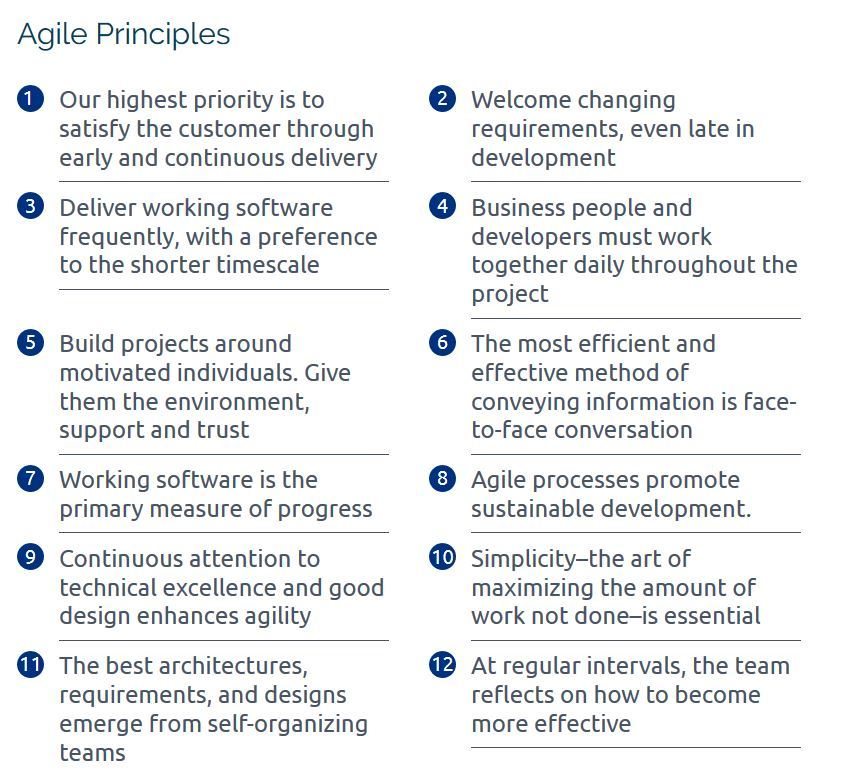 Agile Principles
1 Our highest priority is to
satisfy the customer through
early and continuous delivery
2 Welcome changing
requirements, even late in
development
3 Deliver working software
frequently, with a preference
to the shorter timescale
4 Business people and
developers must work
together daily throughout the
project
5 Build projects around
motivated individuals. Give
them the environment,
support and trust
6 The most efficient and
effective method of
conveying information is face-
to-face conversation
7 Working software is the
primary measure of progress
8 Agile processes promote
sustainable development.
9 Continuous attention to
technical excellence and good
design enhances agility
10 Simplicity–the art of
maximizing the amount of
work not done–is essential
11 The best architectures,
requirements, and designs
emerge from self-organizing
teams
12 At regular intervals, the team
reflects on how to become
more effective